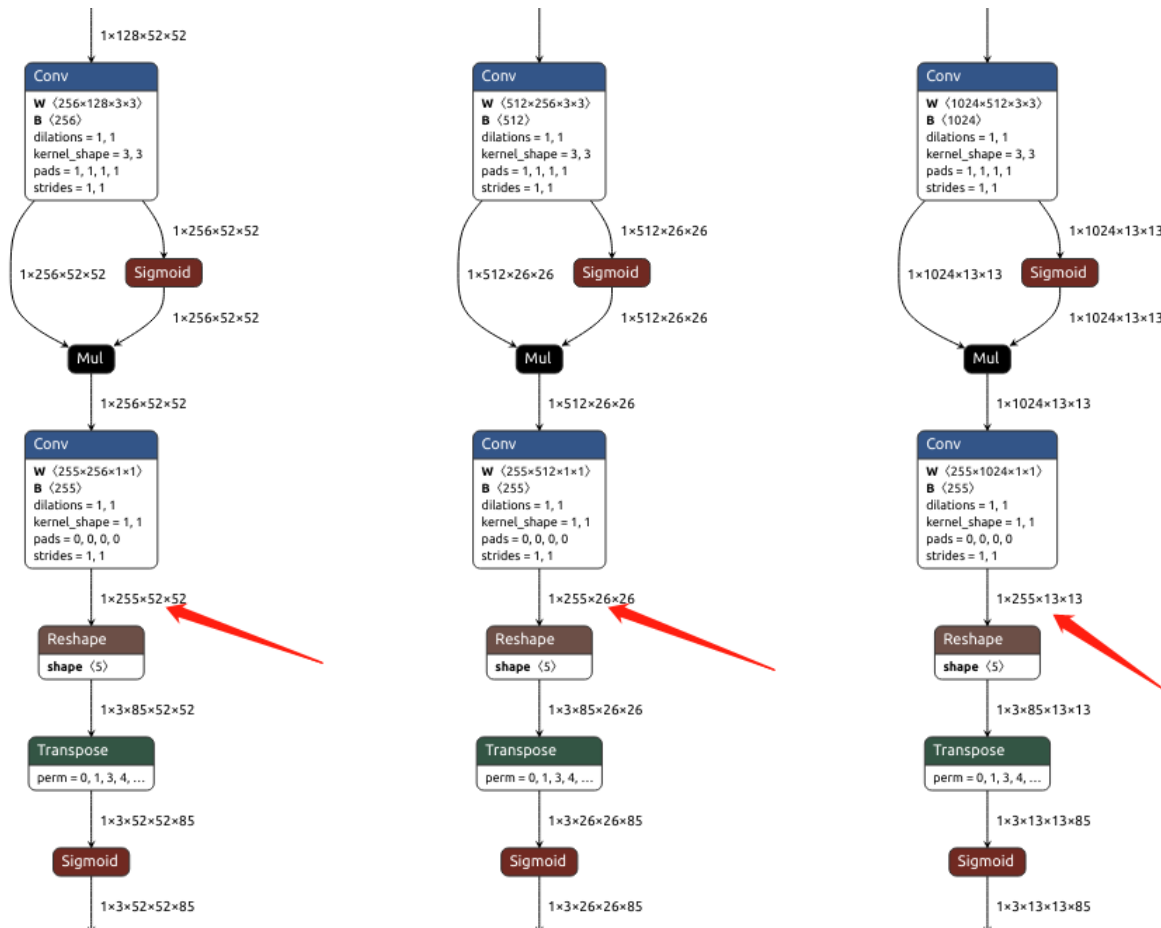 1×128×52×52
Conv
W 〈256×128×3×3〉
B 〈256〉
dilations = 1, 1
kernel_shape = 3, 3
pads = 1, 1, 1, 1
strides = 1, 1
1×256×52×52
1×256×52×52
Sigmoid
1×256×52×52
Mul
1×256×52×52
Conv
W 〈255×256×1×1〉
B 〈255〉
dilations = 1, 1
kernel_shape = 1, 1
pads = 0, 0, 0, 0
strides = 1, 1
1×255×52×52
Reshape
shape 〈5〉
1×3×85×52×52
Transpose
perm = 0, 1, 3, 4, ...
1×3×52×52×85
Sigmoid
1×3×52×52×85
Conv
W 〈512×256×3×3〉
B 〈512〉
dilations = 1, 1
kernel_shape = 3, 3
pads = 1, 1, 1, 1
strides = 1, 1
1×512×26×26
1×512×26×26
Sigmoid
1×512×26×26
Mul
1×512×26×26
Conv
W 〈255×512×1×1〉
B 〈255〉
dilations = 1, 1
kernel_shape = 1, 1
pads = 0, 0, 0, 0
strides = 1, 1
1×255×26×26
Reshape
shape 〈5〉
1×3×85×26×26
Transpose
perm = 0, 1, 3, 4, ...
1×3×26×26×85
Sigmoid
1×3×26×26×85
Conv
W 〈1024×512×3×3〉
B 〈1024〉
dilations = 1, 1
kernel_shape = 3, 3
pads = 1, 1, 1, 1
strides = 1, 1
1×1024×13×13
1×1024×13×13
Sigmoid
1×1024×13×13
Mul
1×1024×13×13
Conv
W 〈255×1024×1×1〉
B 〈255〉
dilations = 1, 1
kernel_shape = 1, 1
pads = 0, 0, 0, 0
strides = 1, 1
1×255×13×13
Reshape
shape 〈5〉
1×3×85×13×13
Transpose
perm = 0, 1, 3, 4, ...
1×3×13×13×85
Sigmoid
1×3×13×13×85